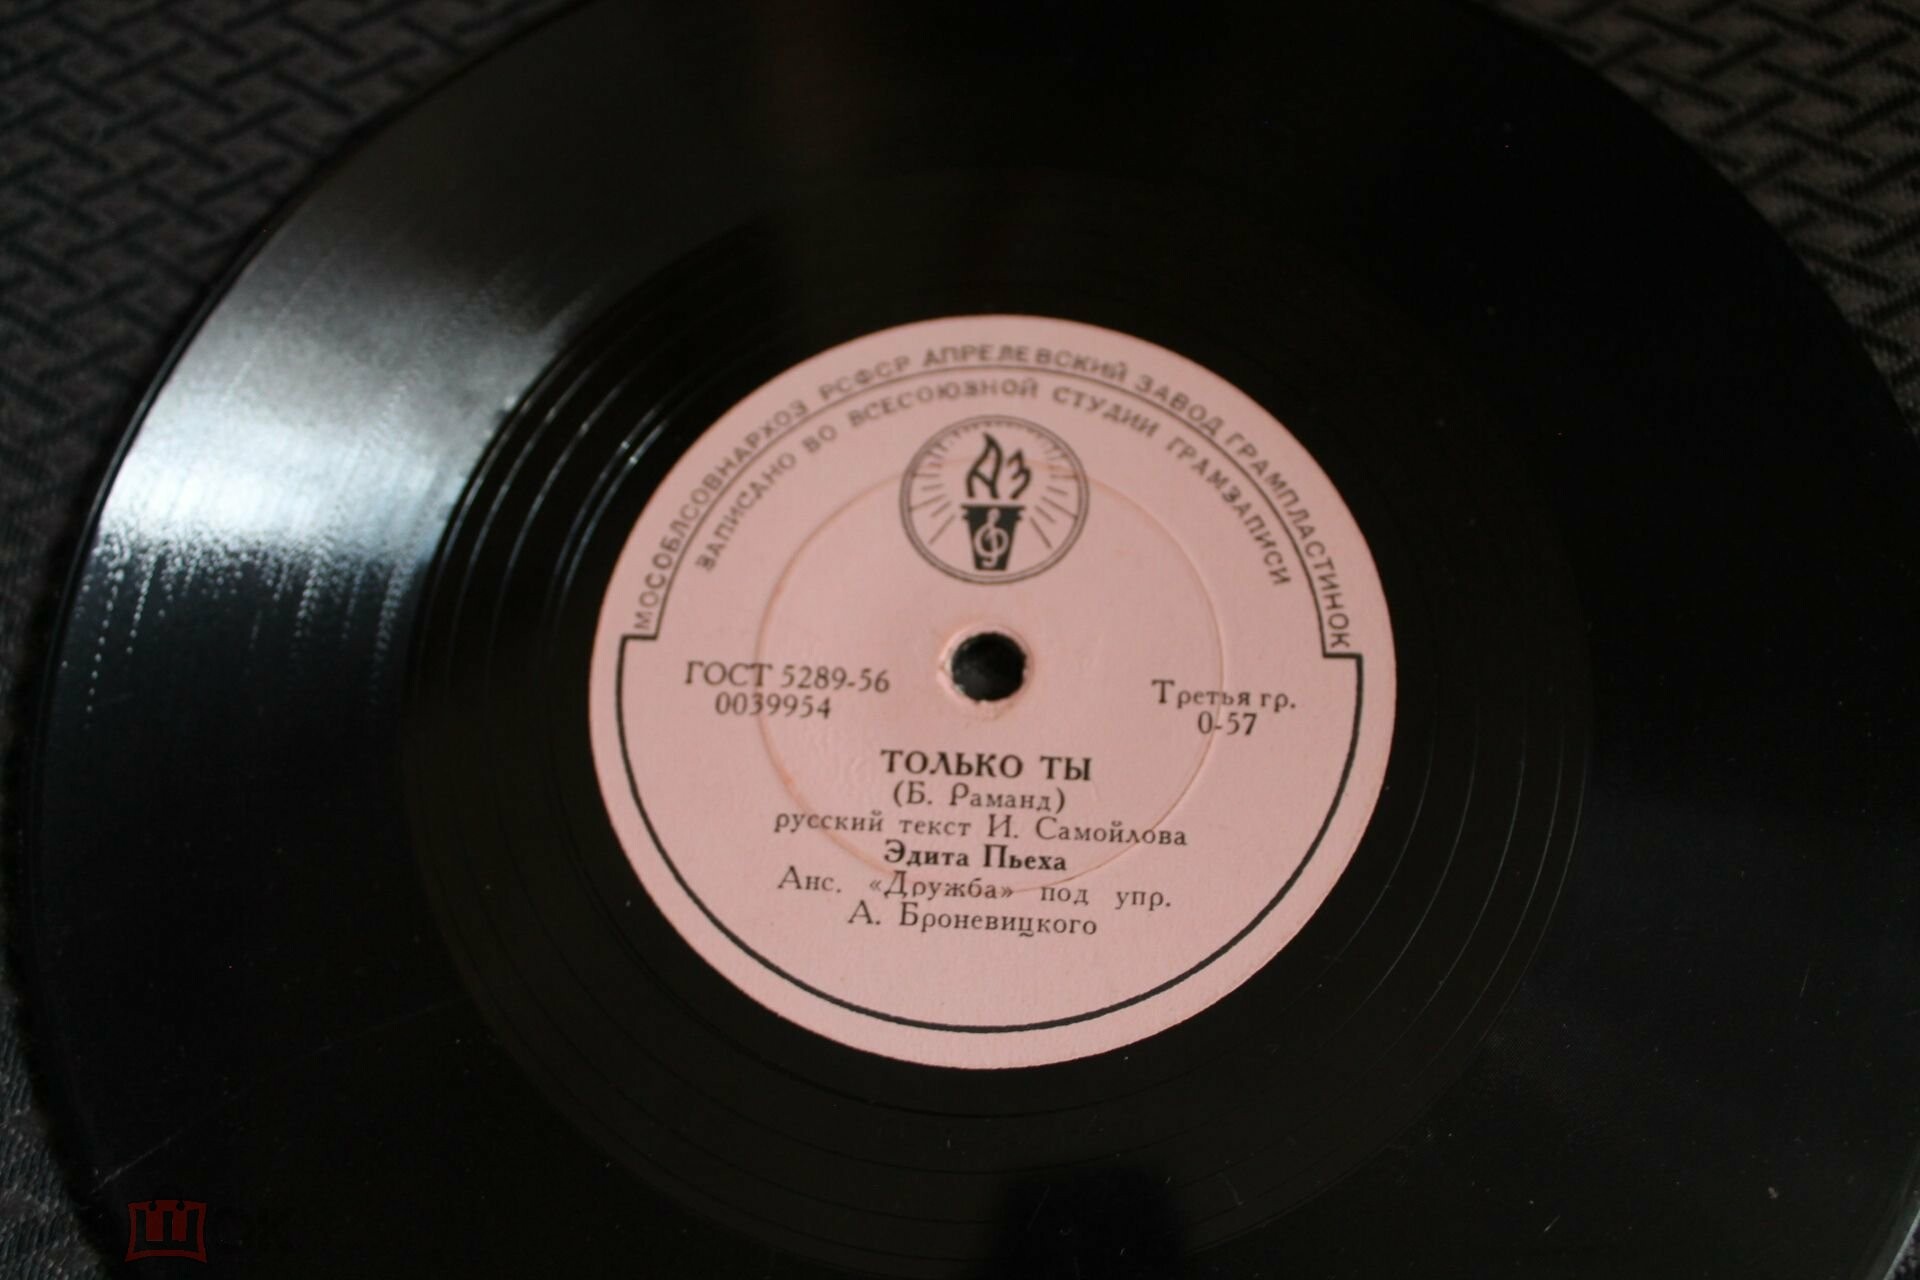 МОСОБЛСОВНАРХОЗ РСФСР АПРЕЛЕВСКИЙ ЗАВОД ГРАМПЛАСТИНОК
ЗАПИСАНО ВО ВСЕСОЮЗНОЙ СТУДИИ ГРАМЗАПИСИ
АЗ
ГОСТ 5289-56
0039954
Третья гр.
0-57
ТОЛЬКО ТЫ
(Б. Раманд)
русский текст И. Самойлова
Эдита Пьеха
Анс. «Дружба» под упр.
А. Броневицкого